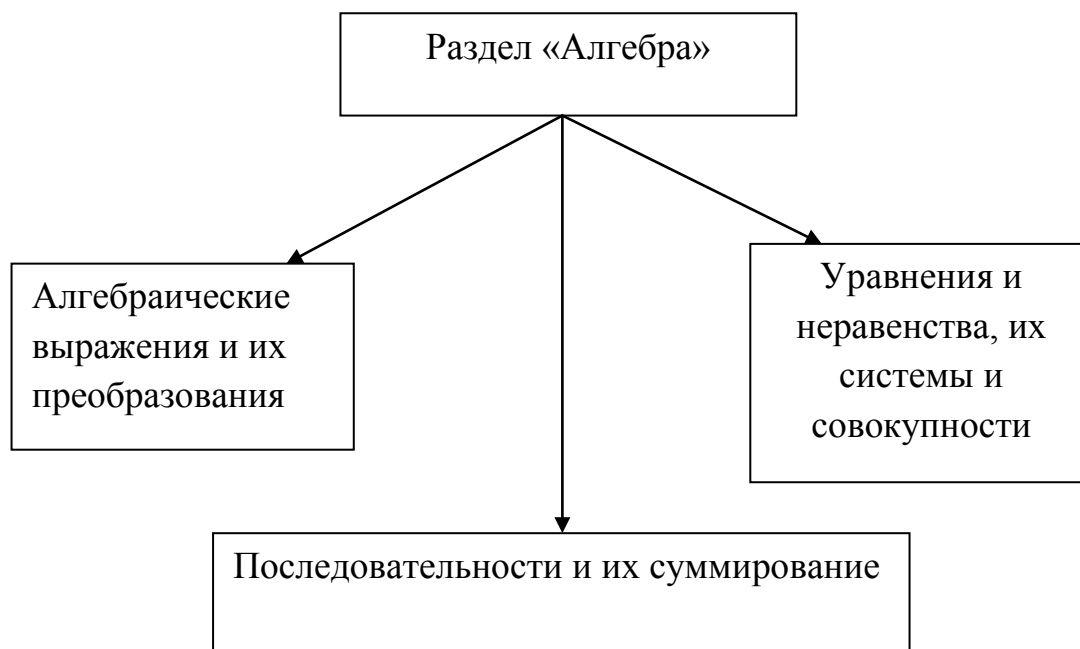 Раздел «Алгебра»
Алгебраические
выражения и их
преобразования
Уравнения и
неравенства, их
системы и
совокупности
Последовательности и их суммирование